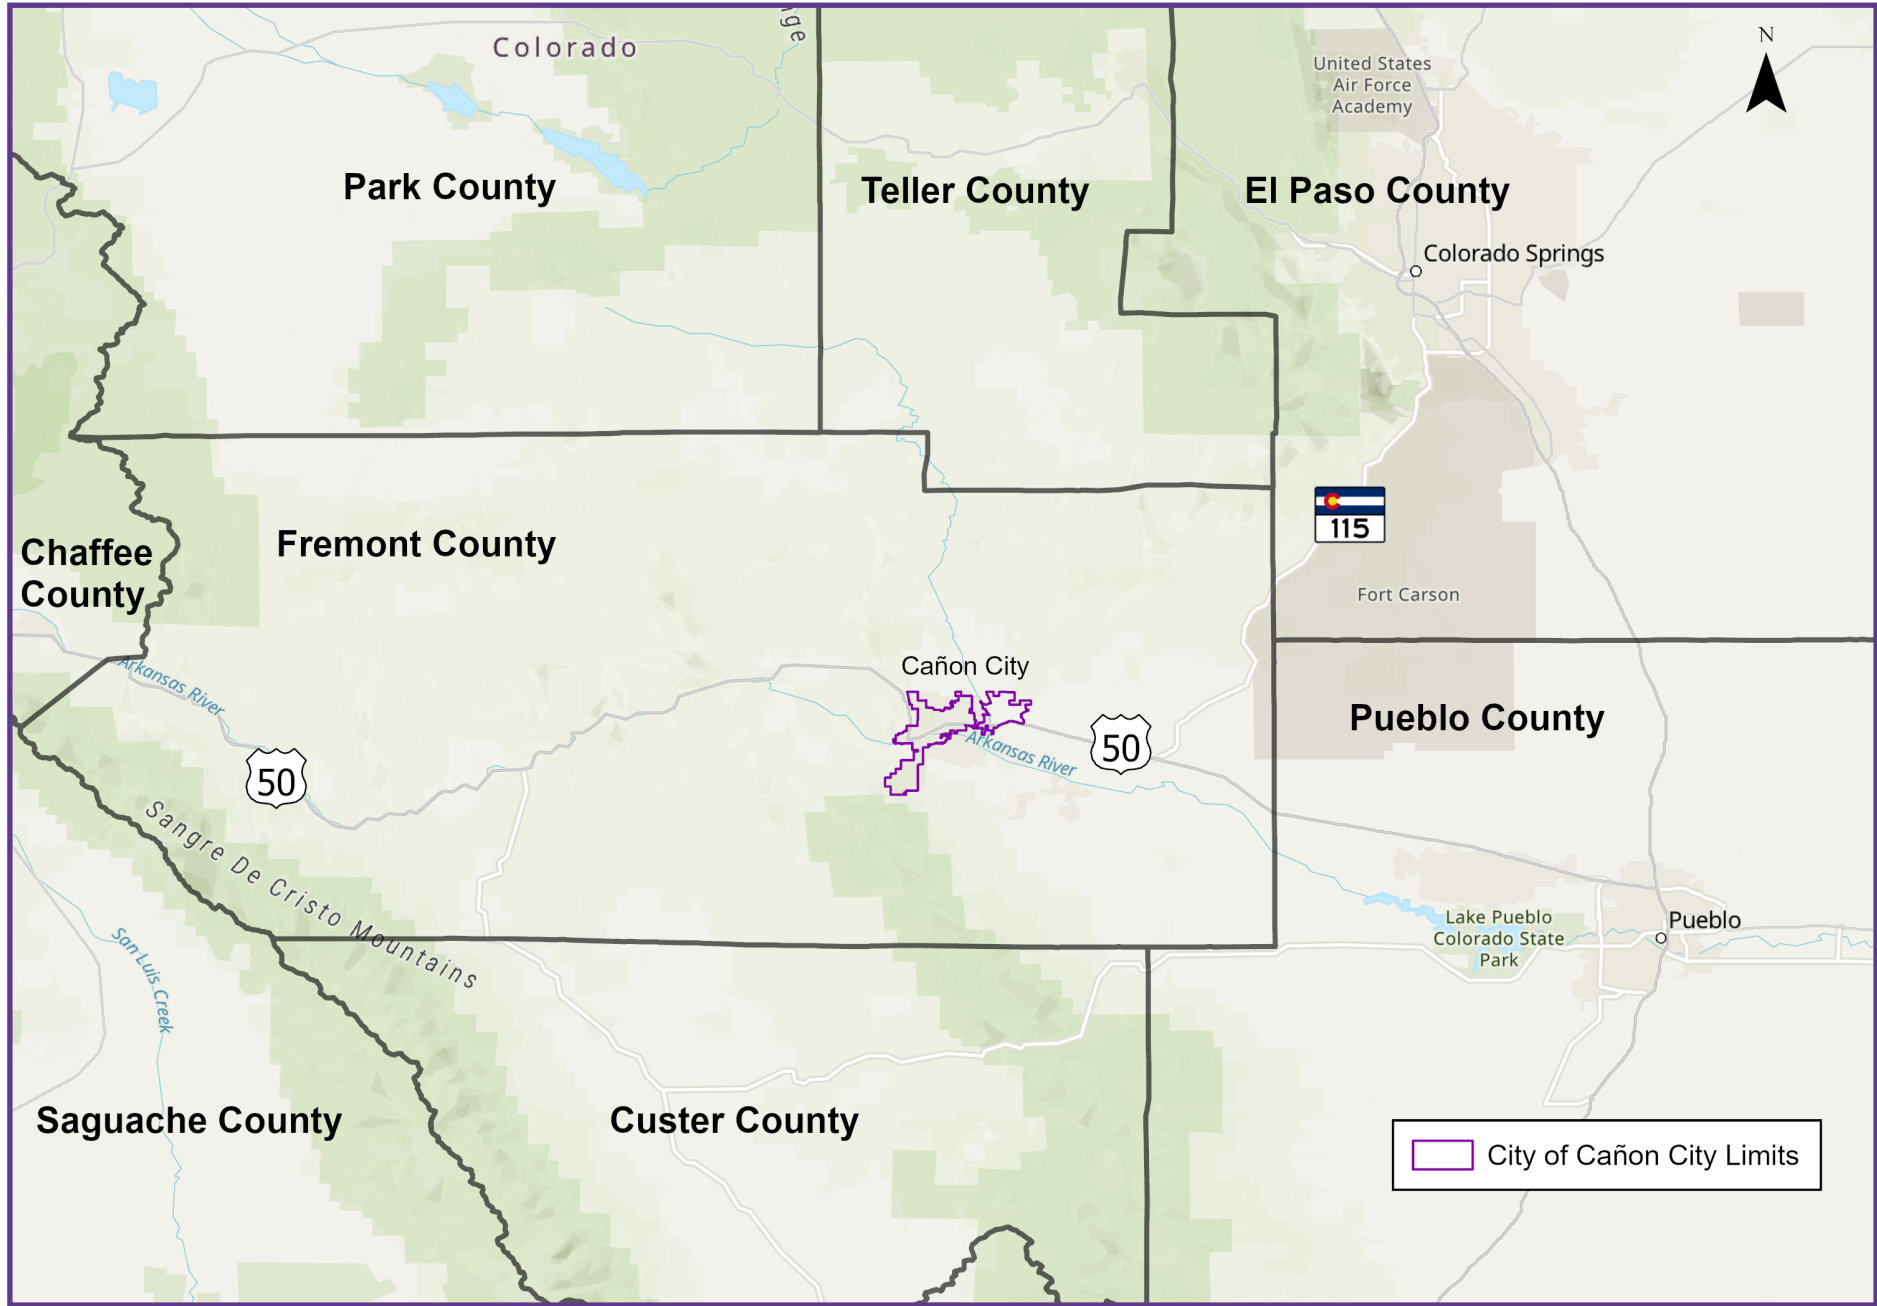 Colorado
N
United States
Air Force
Academy
Park County
Teller County
El Paso County
Colorado Springs
115
Chaffee
County
Fremont County
Fort Carson
Cañon City
Arkansas River
Pueblo County
50
Arkansas River
50
Sangre De Cristo Mountains
Lake Pueblo
Colorado State
Park
Pueblo
San Luis Creek
Saguache County
Custer County
City of Cañon City Limits